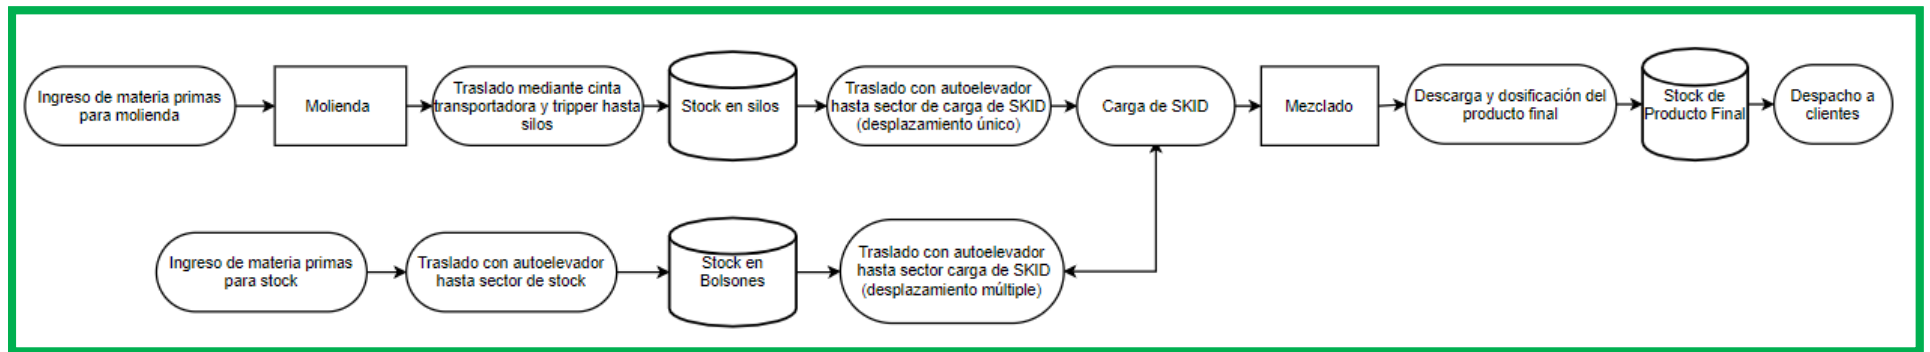 Ingreso de materia primas
para molienda
Molienda
Traslado mediante cinta
transportadora y tripper hasta
silos
Stock en silos
Traslado con autoelevador
hasta sector de carga de SKID
(desplazamiento único)
Carga de SKID
Mezclado
Descarga y dosificación del
producto final
Stock de
Producto Final
Despacho a
clientes
Ingreso de materia primas
para stock
Traslado con autoelevador
hasta sector de stock
Stock en
Bolsones
Traslado con autoelevador
hasta sector carga de SKID
(desplazamiento múltiple)